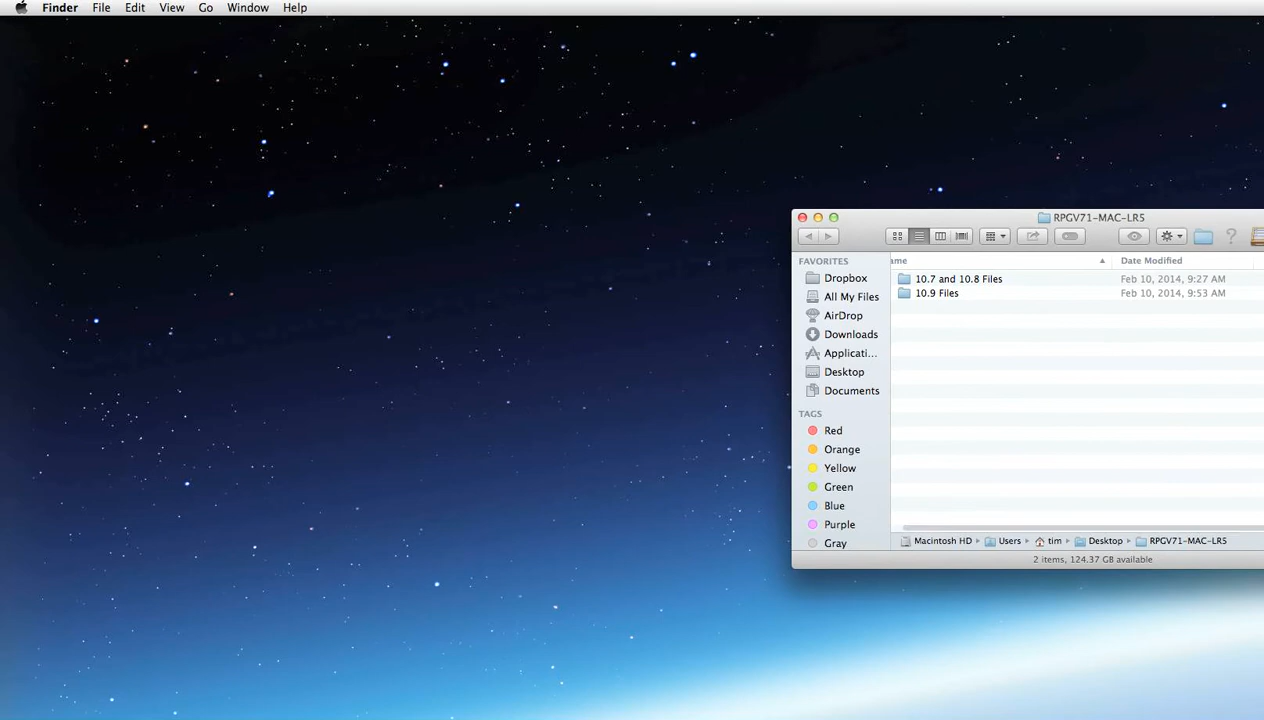 Finder File Edit View Go Window Help
RPGV71-MAC-LR5
FAVORITES
Dropbox
All My Files
AirDrop
Downloads
Applicati...
Desktop
Documents
TAGS
Red
Orange
Yellow
Green
Blue
Purple
Gray
ame Date Modified
10.7 and 10.8 Files Feb 10, 2014, 9:27 AM
10.9 Files Feb 10, 2014, 9:53 AM
Macintosh HD Users tim Desktop RPGV71-MAC-LR5
2 items, 124.37 GB available